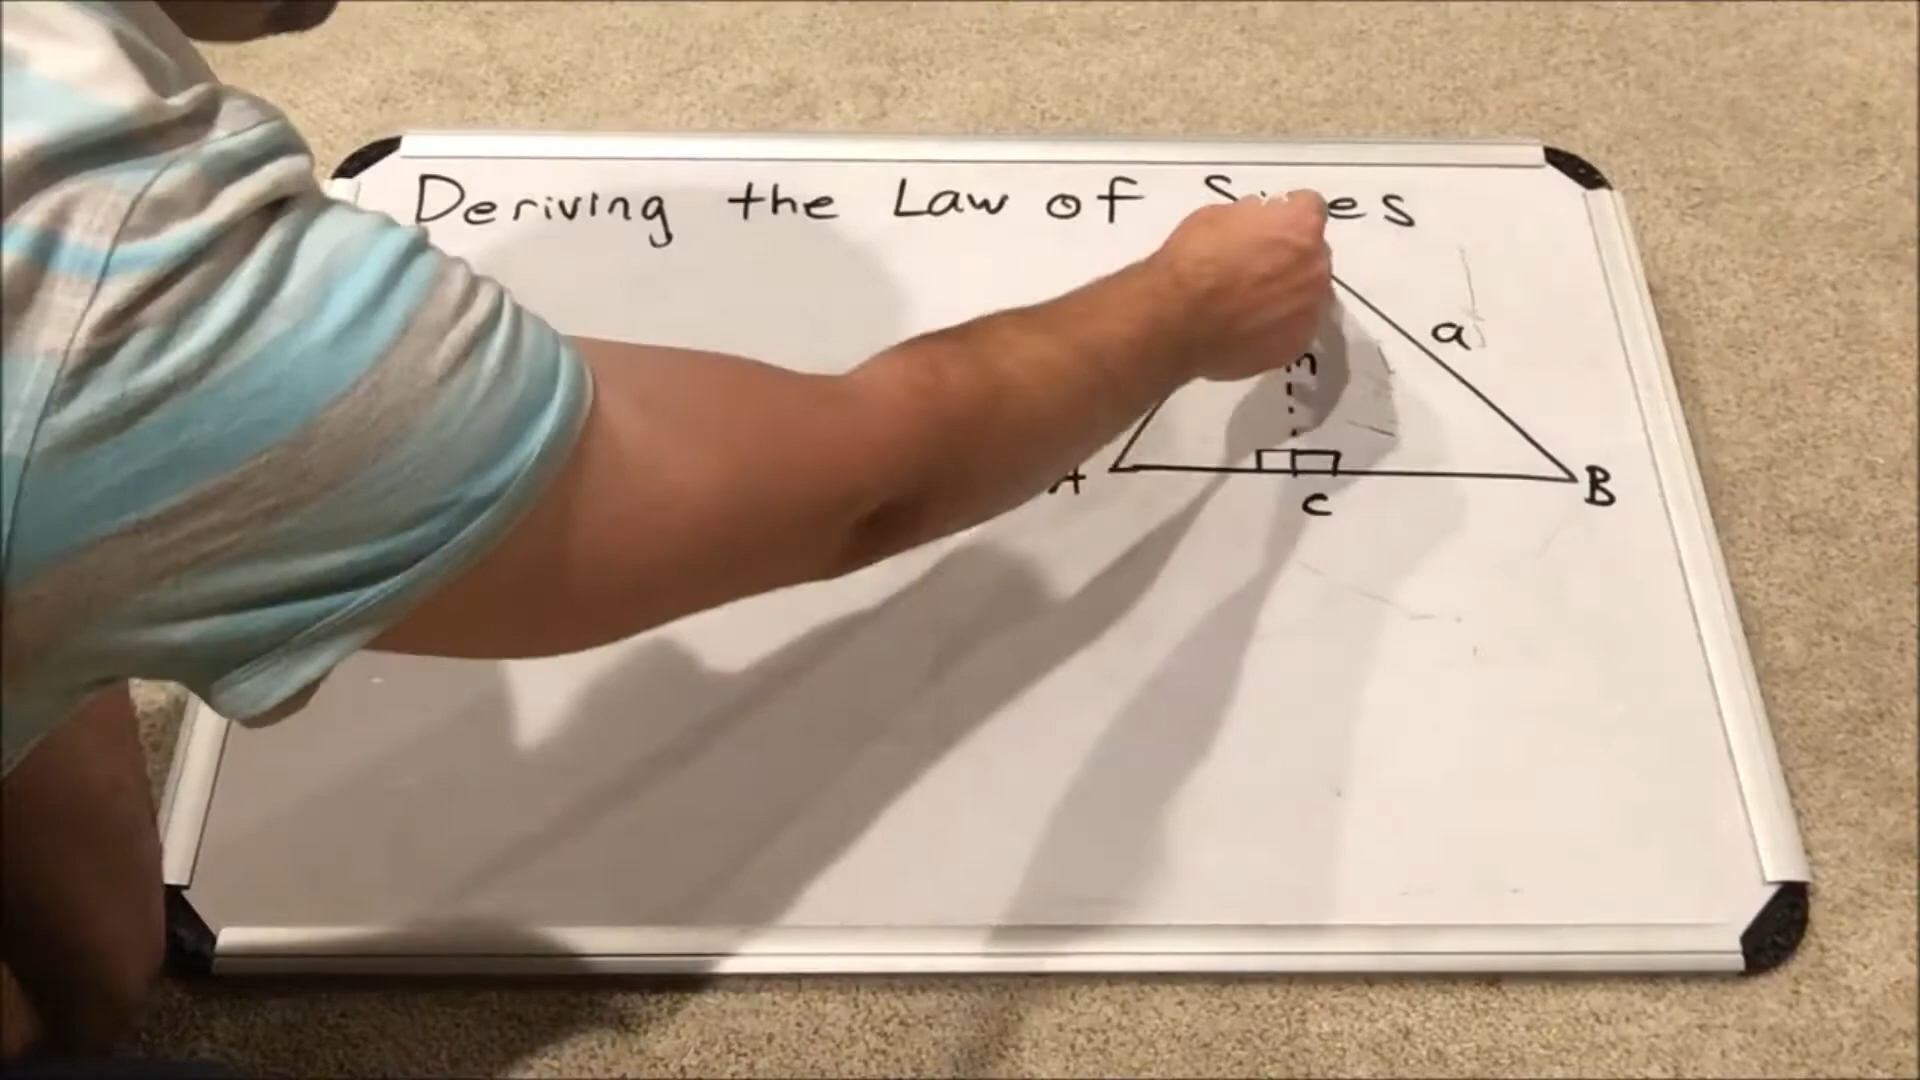 Deriving the Law of
a
A
B
c